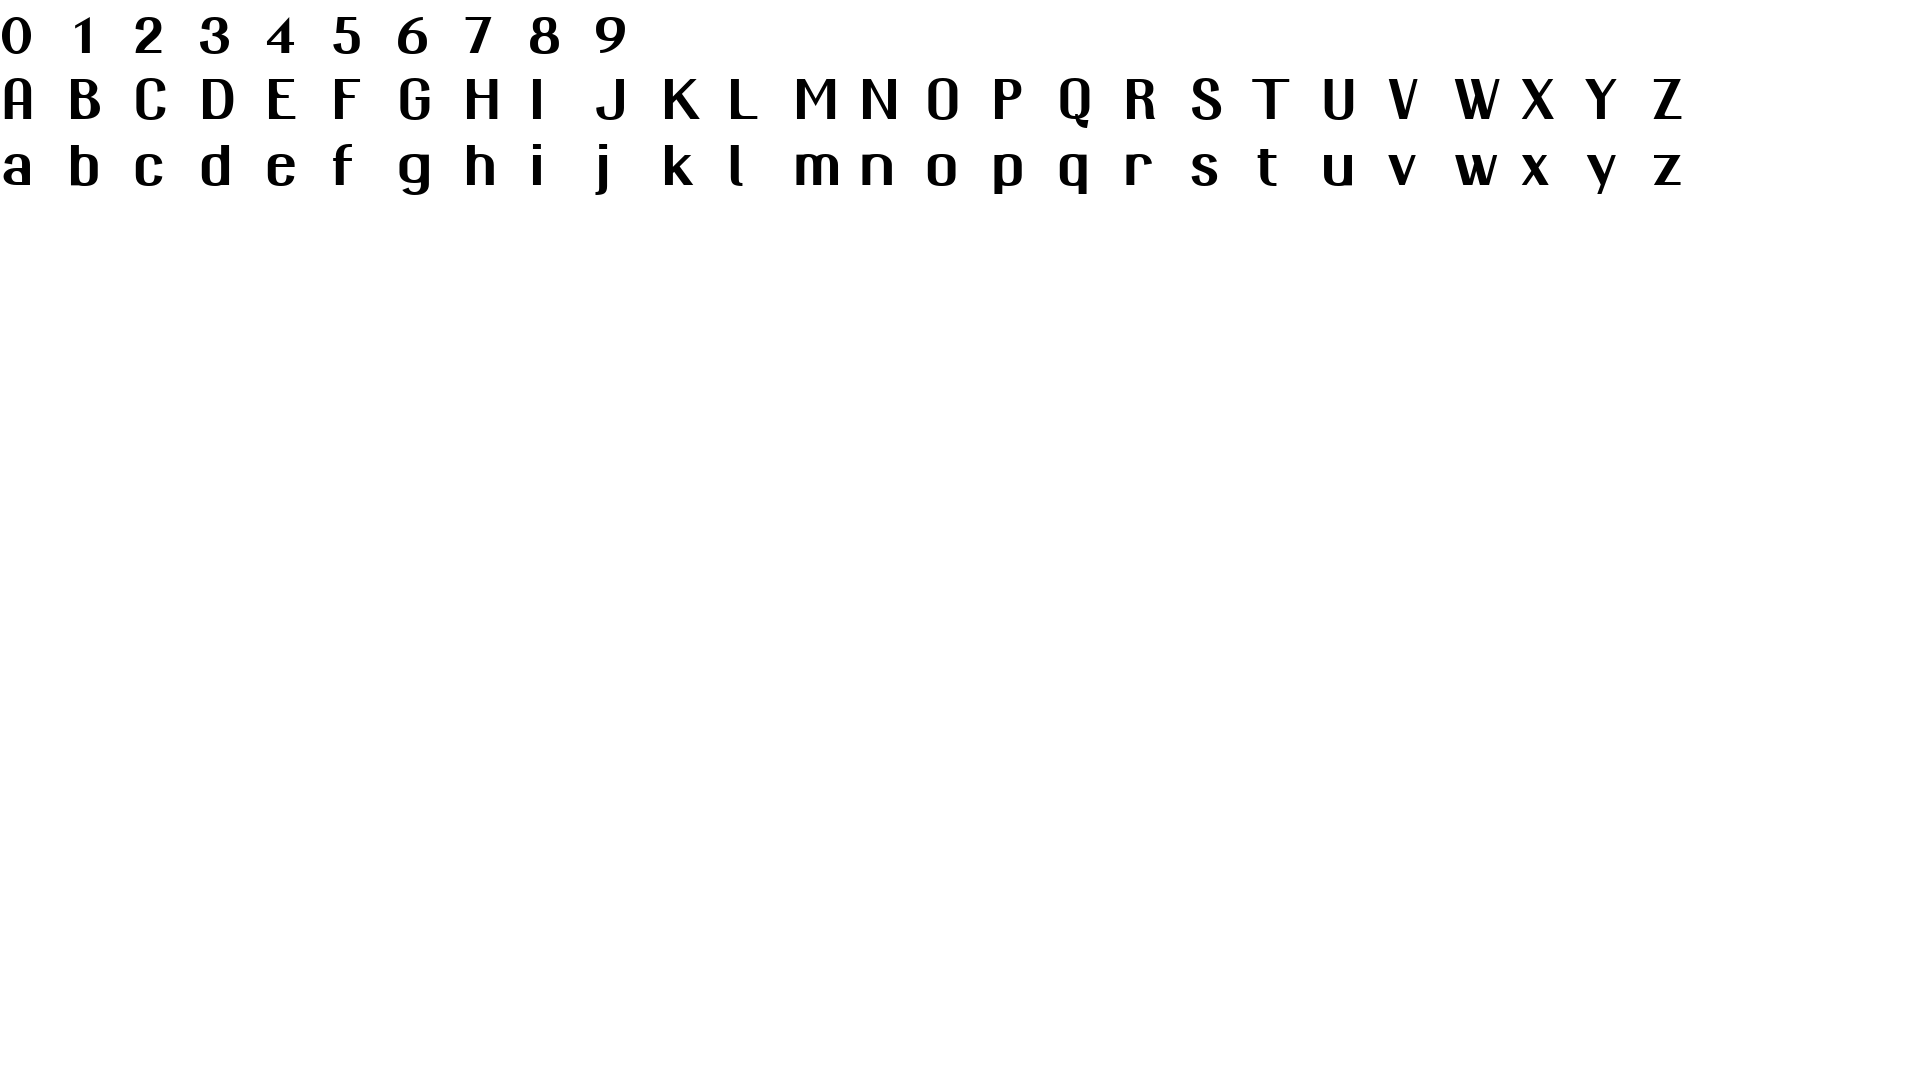 0 1 2 3 4 5 6 7 8 9
A B C D E F G H I J K L M N O P Q R S T U V W X Y Z
a b c d e f g h i j k l m n o p q r s t u v w x y z